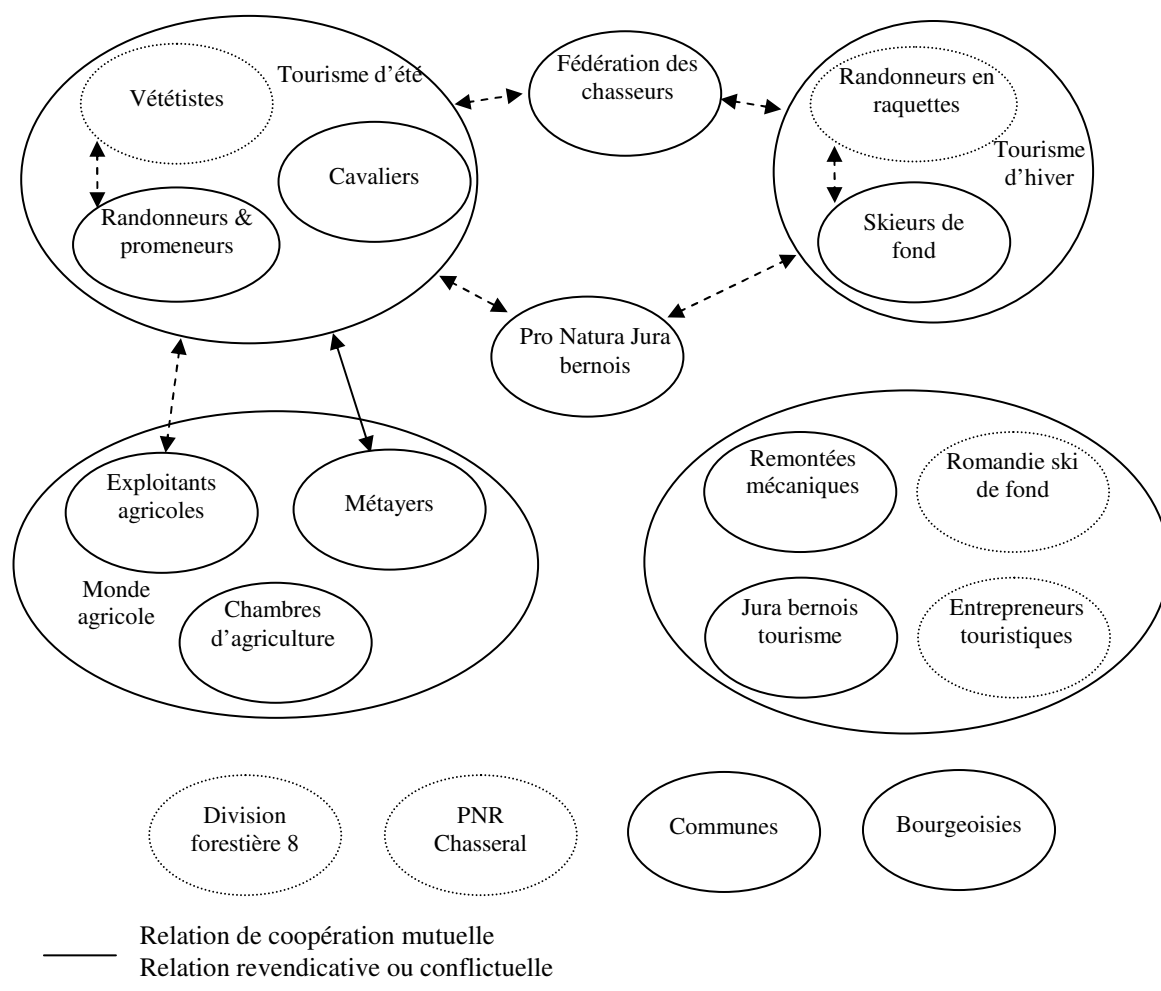 Vététistes
Tourisme d'été
Cavaliers
Randonneurs &
promeneurs
Fédération des
chasseurs
Randonneurs en
raquettes
Tourisme
d'hiver
Skieurs de
fond
Pro Natura Jura
bernois
Exploitants
agricoles
Métayers
Monde
agricole
Chambres
d'agriculture
Remontées
mécaniques
Romandie ski
de fond
Jura bernois
tourisme
Entrepreneurs
touristiques
Division
forestière 8
PNR
Chasseral
Communes
Bourgeoisies
Relation de coopération mutuelle
Relation revendicative ou conflictuelle